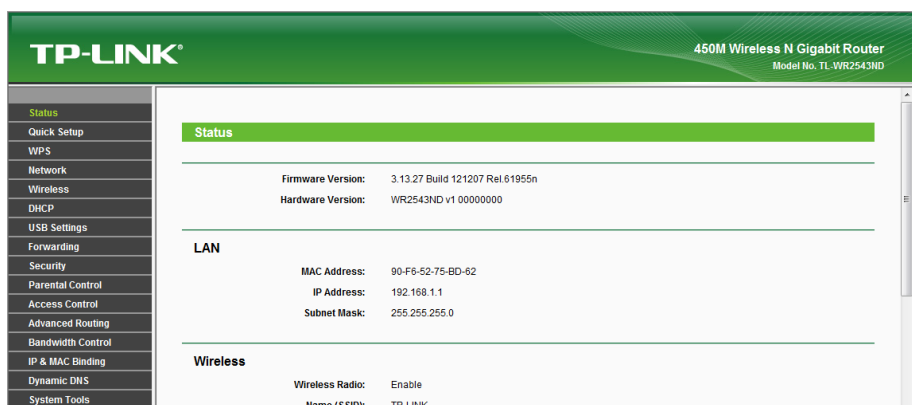 TP-LINK®
450M Wireless N Gigabit Router
Model No. TL-WR2543ND
Status
Quick Setup
WPS
Network
Wireless
DHCP
USB Settings
Forwarding
Security
Parental Control
Access Control
Advanced Routing
Bandwidth Control
IP & MAC Binding
Dynamic DNS
System Tools
Status
Firmware Version: 3.13.27 Build 121207 Rel.61955n
Hardware Version: WR2543ND v1 00000000
LAN
MAC Address: 90-F6-52-75-BD-62
IP Address: 192.168.1.1
Subnet Mask: 255.255.255.0
Wireless
Wireless Radio: Enable
Name (SSID): TP-LINK